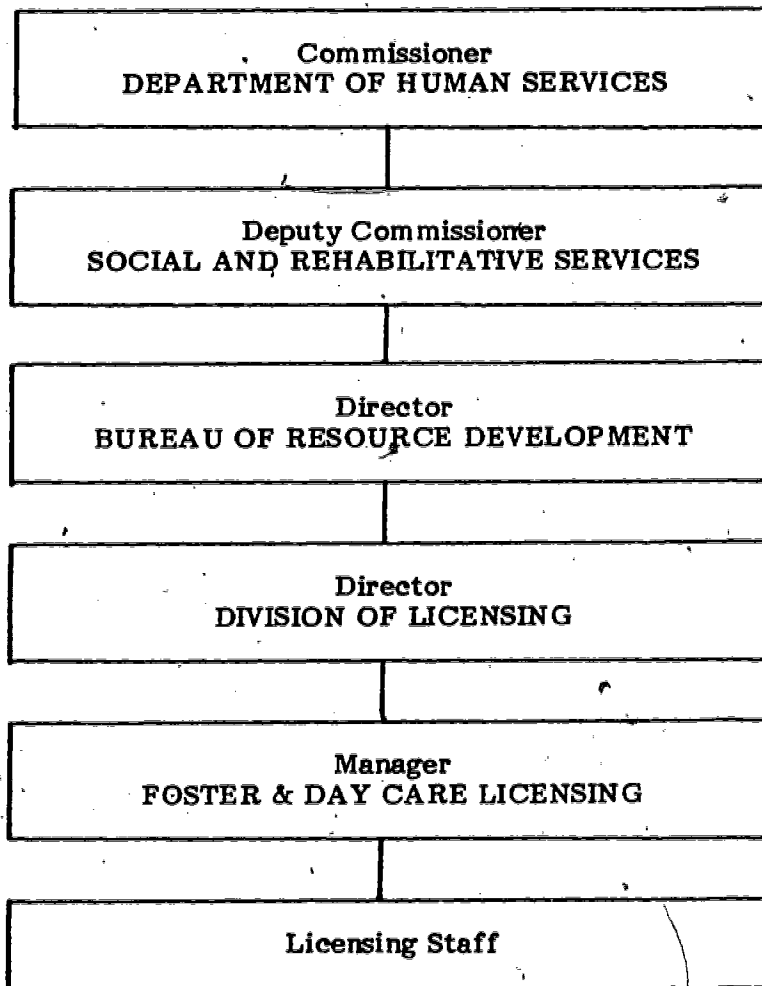 Commissioner
DEPARTMENT OF HUMAN SERVICES
Deputy Commissioner
SOCIAL AND REHABILITATIVE SERVICES
Director
BUREAU OF RESOURCE DEVELOPMENT
Director
DIVISION OF LICENSING
Manager
FOSTER & DAY CARE LICENSING
Licensing Staff